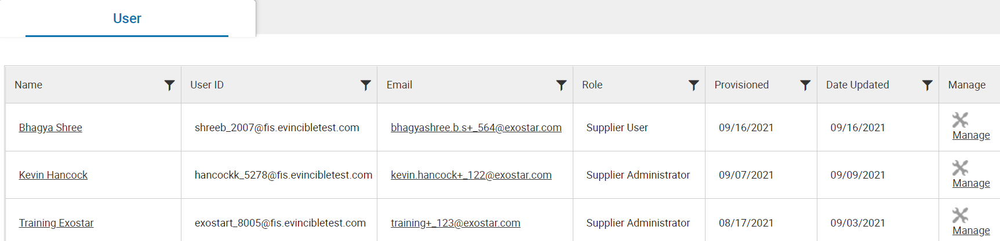 User
Name User ID Email Role Provisioned Date Updated Manage
Bhagya Shree shreeb_2007@fis.evincibletest.com bhagyashree.b.s+_564@exostar.com Supplier User 09/16/2021 09/16/2021 Manage
Kevin Hancock hancockk_5278@fis.evincibletest.com kevin.hancock+_122@exostar.com Supplier Administrator 09/07/2021 09/09/2021 Manage
Training Exostar exostart_8005@fis.evincibletest.com training+_123@exostar.com Supplier Administrator 08/17/2021 09/03/2021 Manage